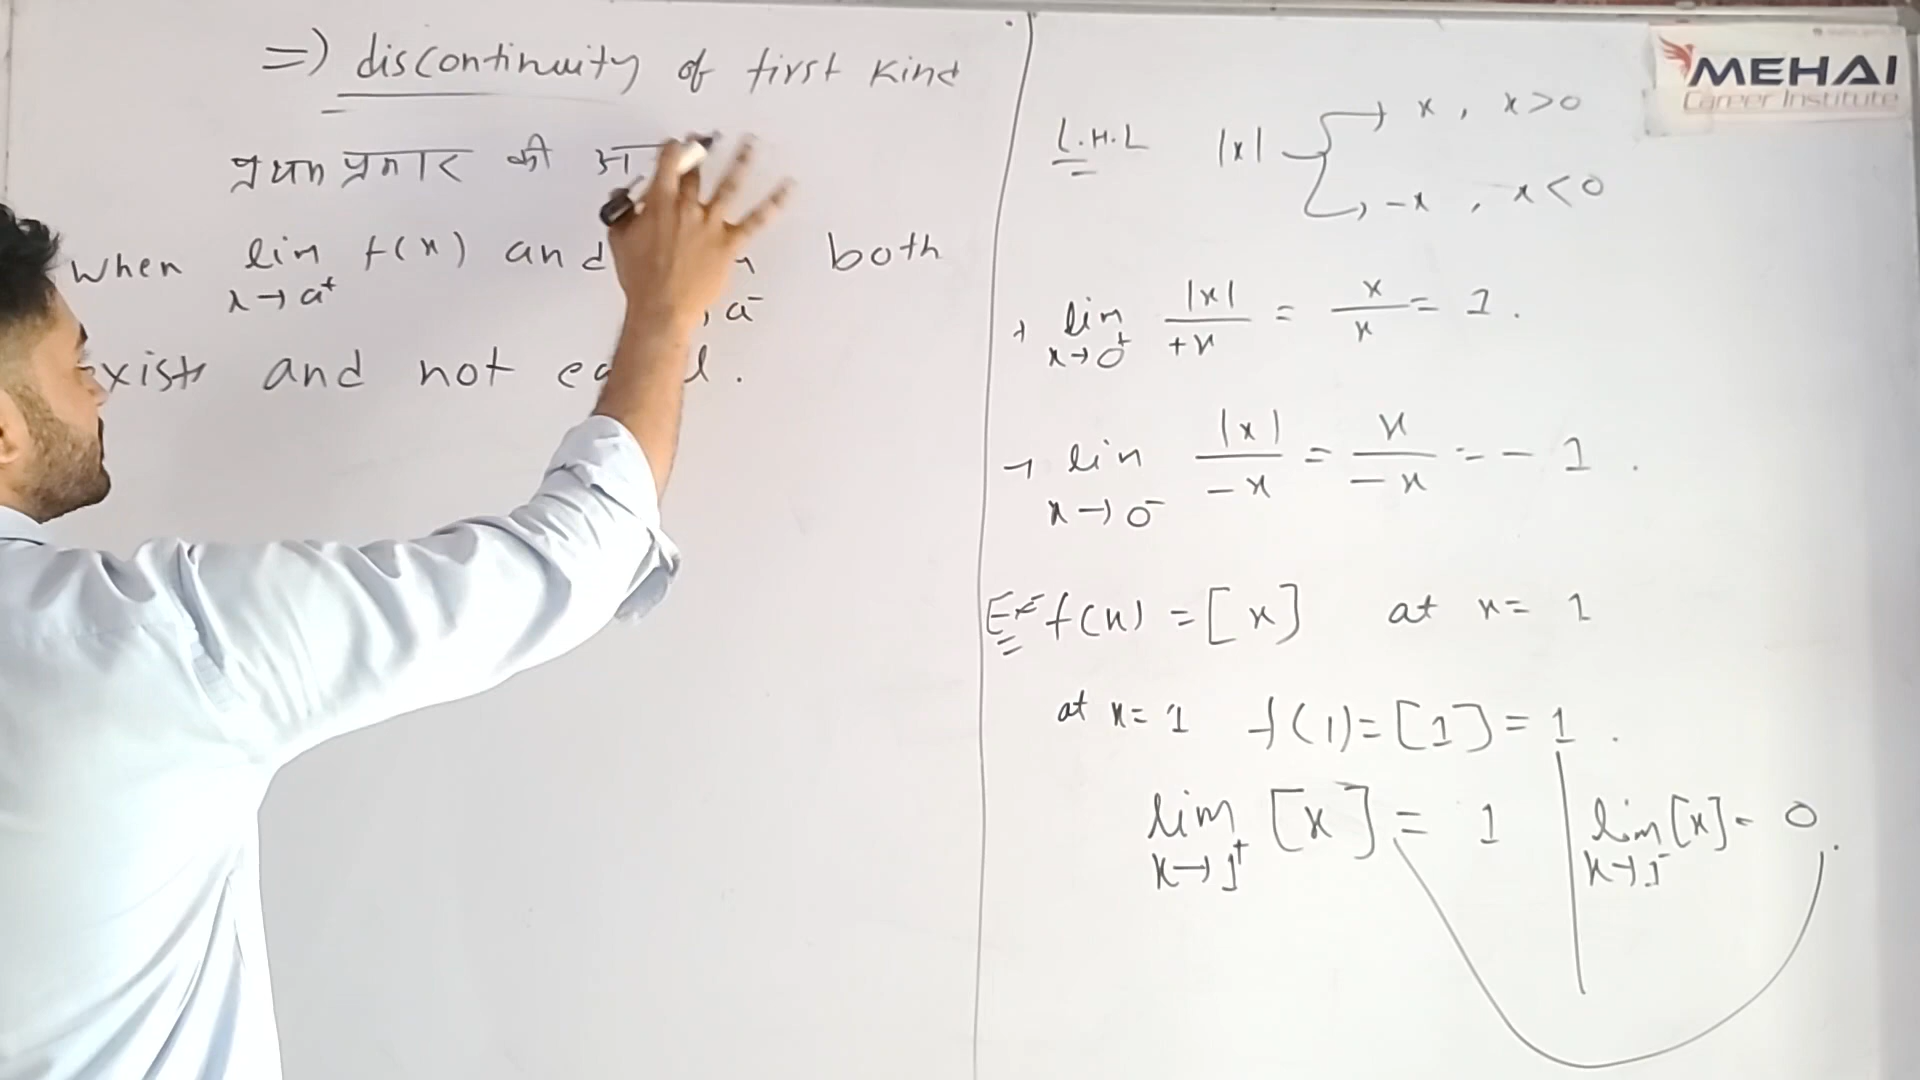 =) discontinuity of first kind
प्रथम प्रकार की
when lim f(x) and both
x→a⁺ a⁻
exists and not
MEHAI
Career Institute
L.H.L |x| → x, x>0
→ -x, x<0
→ lim |x|/+x = x/x = 1.
x→0⁺
→ lim |x|/-x = x/-x = -1.
x→0⁻
Ex f(x) = [x] at x= 1
at x= 1 f(1)=[1]=1.
lim [x] = 1 | lim [x] = 0.
x→1⁺ x→1⁻